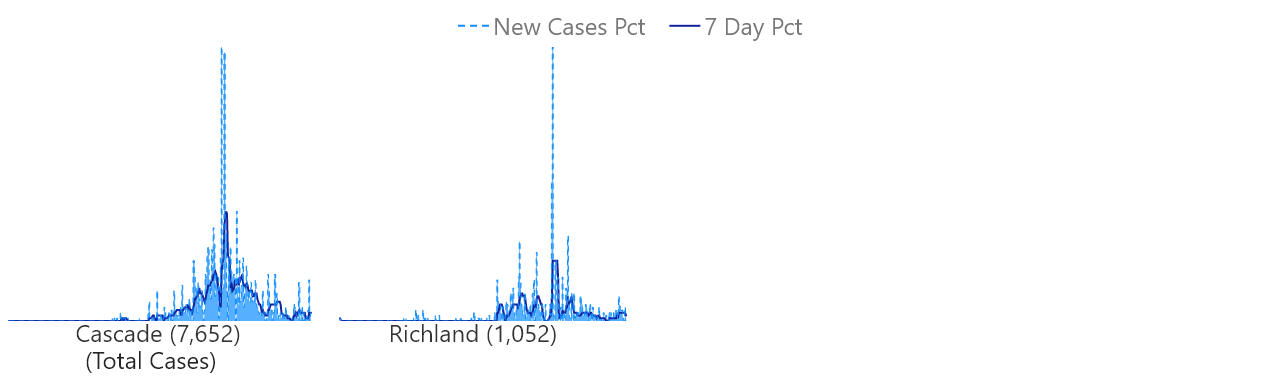 New Cases Pct 7 Day Pct
Cascade (7,652) Richland (1,052)
(Total Cases)